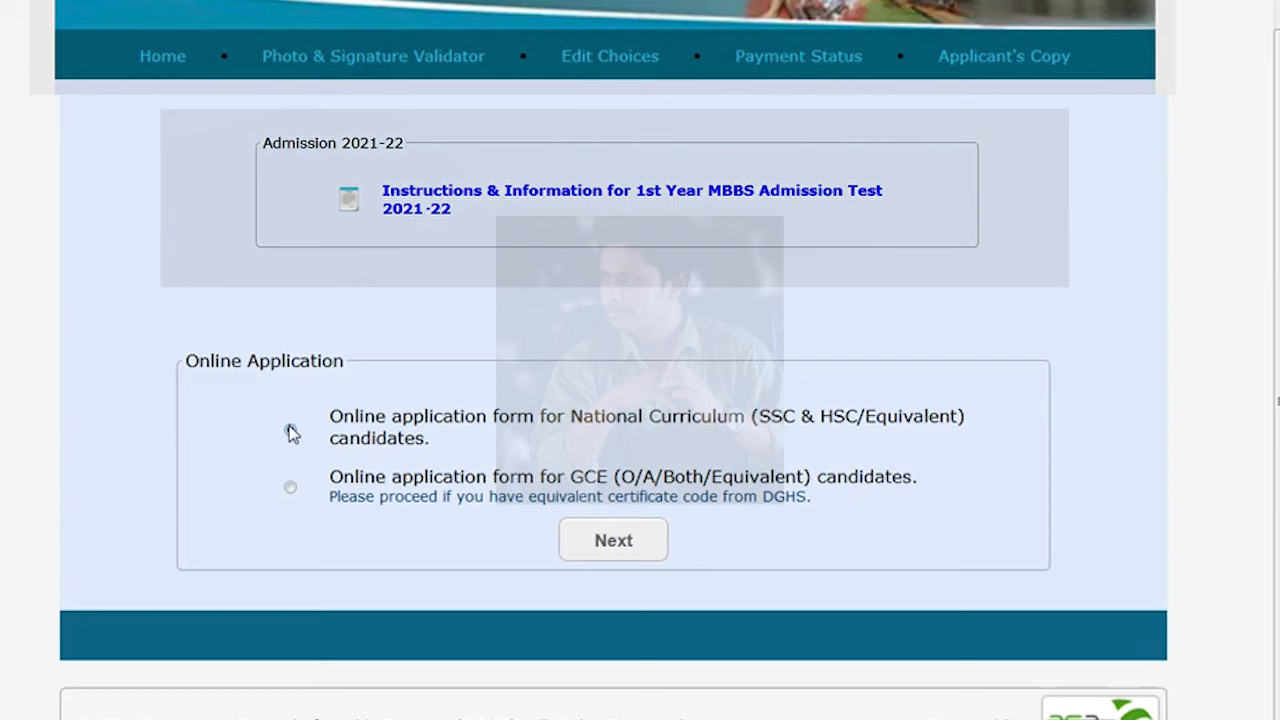 Home • Photo & Signature Validator • Edit Choices • Payment Status • Applicant's Copy
Admission 2021-22
Instructions & Information for 1st Year MBBS Admission Test
2021-22
Online Application
Online application form for National Curriculum (SSC & HSC/Equivalent)
candidates.
Online application form for GCE (O/A/Both/Equivalent) candidates.
Please proceed if you have equivalent certificate code from DGHS.
Next